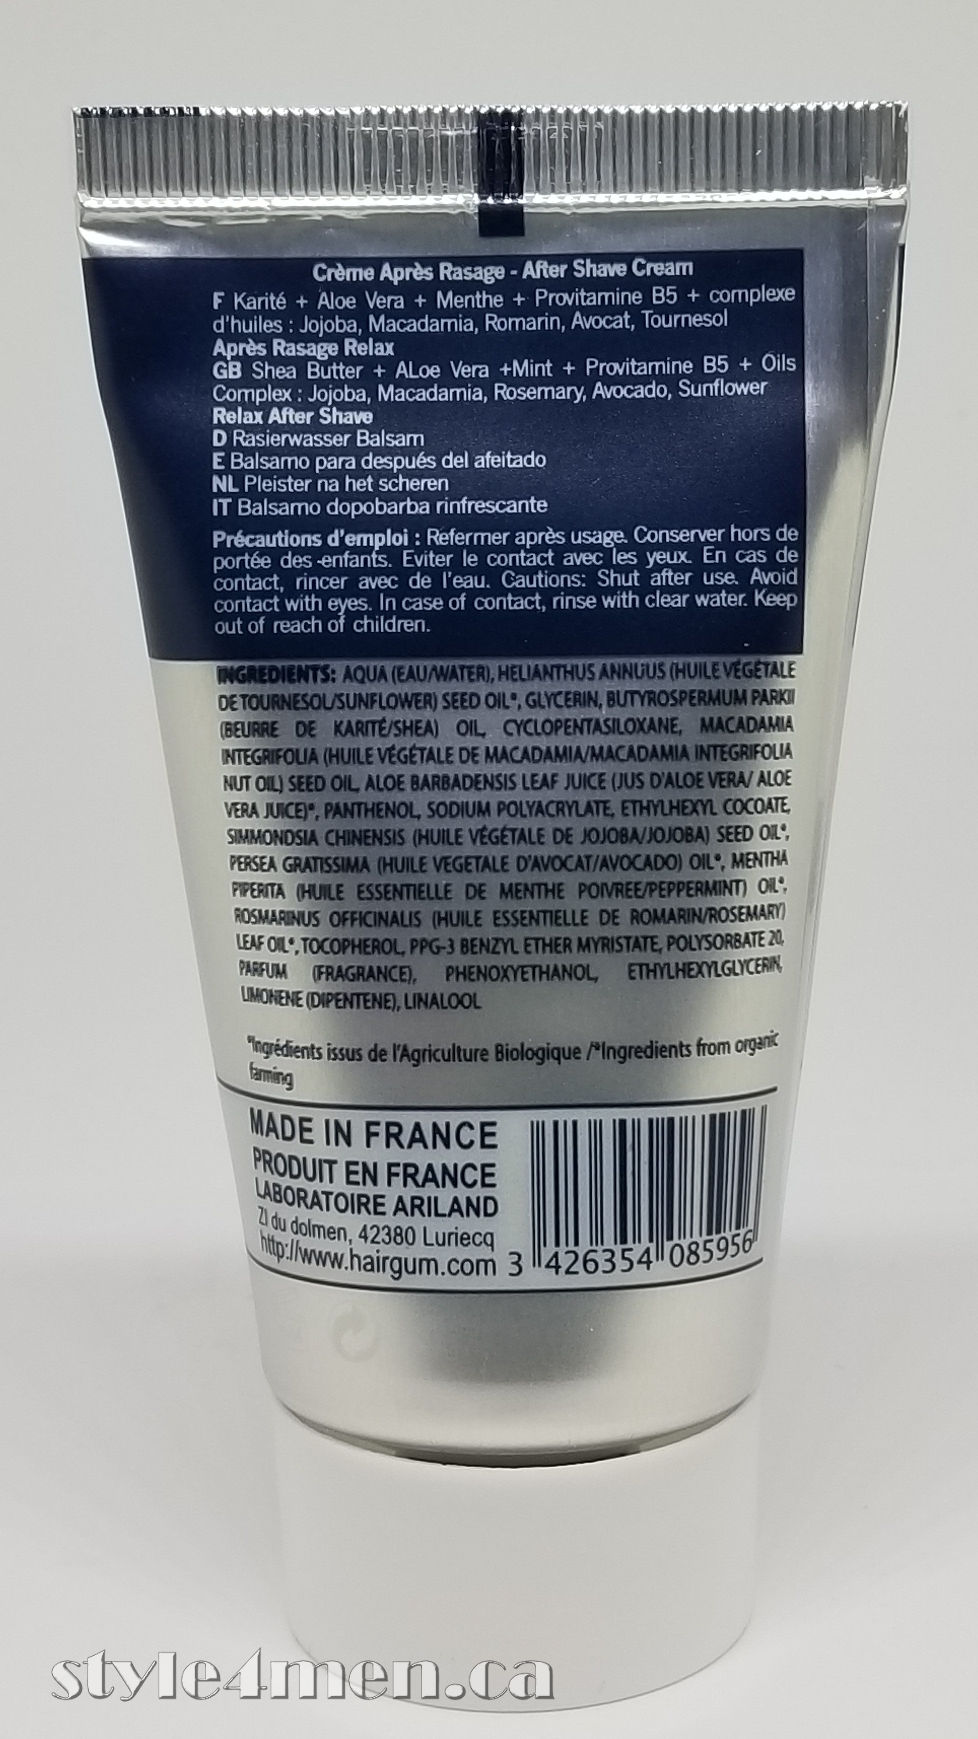 Crème Après Rasage - After Shave Cream
F Karité + Aloe Vera + Menthe + Provitamine B5 + complexe
d'huiles : Jojoba, Macadamia, Romarin, Avocat, Tournesol
Après Rasage Relax
GB Shea Butter + ALoe Vera +Mint + Provitamine B5 + Oils
Complex : Jojoba, Macadamia, Rosemary, Avocado, Sunflower
Relax After Shave
D Rasierwasser Balsam
E Balsamo para después del afeitado
NL Pleister na het scheren
IT Balsamo dopobarba rinfrescante
Précautions d'emploi : Refermer après usage. Conserver hors de
portée des -enfants. Eviter le contact avec les yeux. En cas de
contact, rincer avec de l'eau. Cautions: Shut after use. Avoid
contact with eyes. In case of contact, rinse with clear water. Keep
out of reach of children.
INGREDIENTS: AQUA (EAU/WATER), HELIANTHUS ANNUUS (HUILE VÉGÉTALE
DE TOURNESOL/SUNFLOWER) SEED OIL*, GLYCERIN, BUTYROSPERMUM PARKII
(BEURRE DE KARITÉ/SHEA) OIL, CYCLOPENTASILOXANE, MACADAMIA
INTEGRIFOLIA (HUILE VÉGÉTALE DE MACADAMIA/MACADAMIA INTEGRIFOLIA
NUT OIL) SEED OIL, ALOE BARBADENSIS LEAF JUICE (JUS D'ALOE VERA/ ALOE
VERA JUICE)*, PANTHENOL, SODIUM POLYACRYLATE, ETHYLHEXYL COCOATE,
SIMMONDSIA CHINENSIS (HUILE VÉGÉTALE DE JOJOBA/JOJOBA) SEED OIL*,
PERSEA GRATISSIMA (HUILE VEGETALE D'AVOCAT/AVOCADO) OIL*, MENTHA
PIPERITA (HUILE ESSENTIELLE DE MENTHE POIVREE/PEPPERMINT) OIL*,
ROSMARINUS OFFICINALIS (HUILE ESSENTIELLE DE ROMARIN/ROSEMARY)
LEAF OIL*, TOCOPHEROL, PPG-3 BENZYL ETHER MYRISTATE, POLYSORBATE 20,
PARFUM (FRAGRANCE), PHENOXYETHANOL, ETHYLHEXYLGLYCERIN,
LIMONENE (DIPENTENE), LINALOOL
*Ingrédients issus de l'Agriculture Biologique /*Ingredients from organic
farming
MADE IN FRANCE
PRODUIT EN FRANCE
LABORATOIRE ARILAND
ZI du dolmen, 42380 Luriecq
http://www.hairgum.com
3 426354 085956
style4men.ca